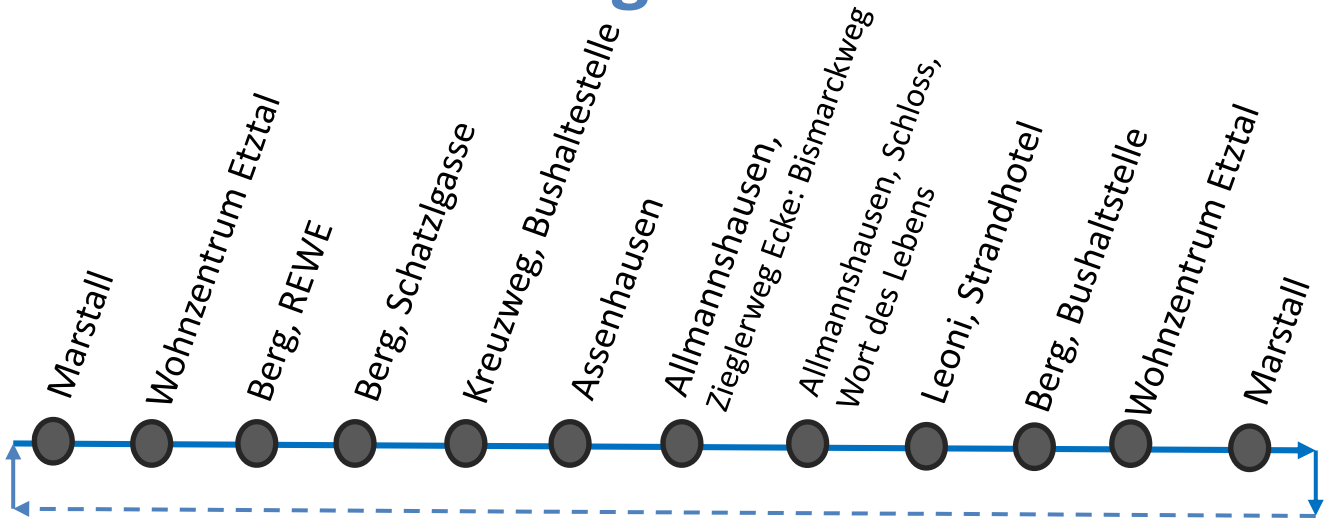 Marstall
Wohnzentrum Etztal
Berg, REWE
Berg, Schatzlgasse
Kreuzweg, Bushaltestelle
Assenhausen
Allmannshausen,
Zieglerweg Ecke: Bismarckweg
Allmannshausen, Schloss,
Wort des Lebens
Leoni, Strandhotel
Berg, Bushaltstelle
Wohnzentrum Etztal
Marstall